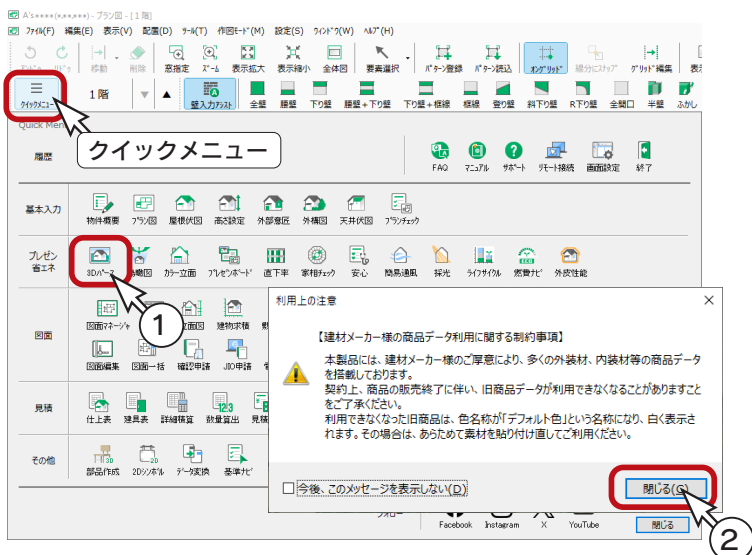 A's****(*,**,***) - プラン図 - [1 階]
ファイル(F) 編集(E) 表示(V) 配置(D) ツール(T) 作図モード(M) 設定(S) ウィンドウ(W) ヘルプ(H)
移動 削除 窓指定 ズーム 表示拡大 表示縮小 全体図 要素選択 パターン登録 パターン読込 オングリッド 線分にスナップ グリッド編集
クイックメニュー 1 階 壁入力アシスト 全壁 腰壁 下り壁 腰壁+下り壁 下り壁+框線 框線 登り壁 斜下り壁 R下り壁 全開口 半壁 ふかし
Quick Men
クイックメニュー
履歴 FAQ マニュアル サポート リモート接続 画面設定 終了
基本入力 物件概要 プラン図 屋根伏図 高さ設定 外部意匠 外構図 天井伏図 プランチェック
プレゼン
省エネ
3Dパース 鳥瞰図 カラー立面 プレゼンボード 直下率 家相チェック 安心 簡易通風 採光 ライフサイクル 燃費ナビ 外皮性能
1
図面
図面マネージャ 立面図 建物求積
図面編集 図面一括 確認申請 JIO申請
見積 仕上表 建具表 詳細積算 数量算出
その他 部品作成 2Dシンボル データ変換 基準ナビ
利用上の注意
【建材メーカー様の商品データ利用に関する制約事項】
本製品には、建材メーカー様のご厚意により、多くの外装材、内装材等の商品データ
を搭載しております。
契約上、商品の販売終了に伴い、旧商品データが利用できなくなることがありますこと
をご了承ください。
利用できなくなった旧商品は、色名称が「デフォルト色」という名称になり、白く表示さ
れます。その場合は、あらためて素材を貼り付け直してご利用ください。
今後、このメッセージを表示しない(D)
閉じる(C)
2
Facebook Instagram X YouTube 閉じる